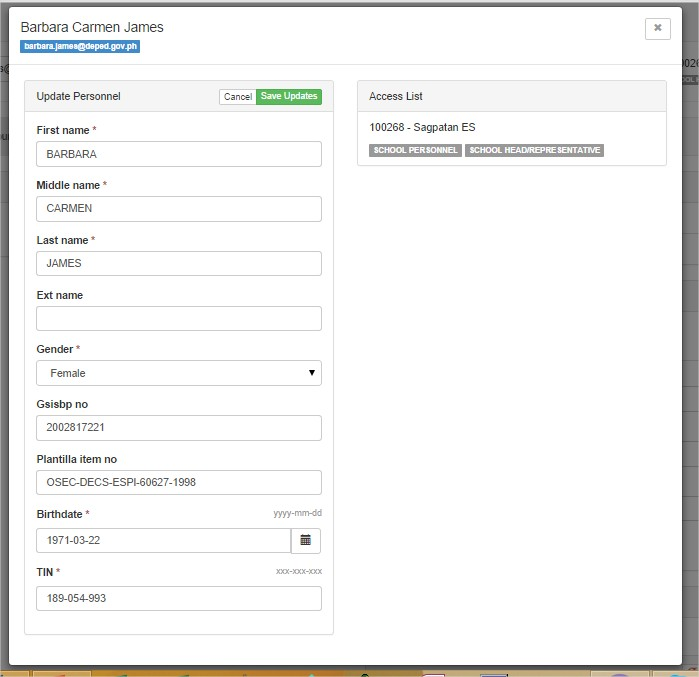 Barbara Carmen James
barbara.james@deped.gov.ph
Update Personnel
Cancel
Save Updates
First name *
BARBARA
Middle name *
CARMEN
Last name *
JAMES
Ext name
Gender *
Female
Gsisbp no
2002817221
Plantilla item no
OSEC-DECS-ESPI-60627-1998
Birthdate *
yyyy-mm-dd
1971-03-22
TIN *
xxx-xxx-xxx
189-054-993
Access List
100268 - Sagpatan ES
SCHOOL PERSONNEL
SCHOOL HEAD/REPRESENTATIVE